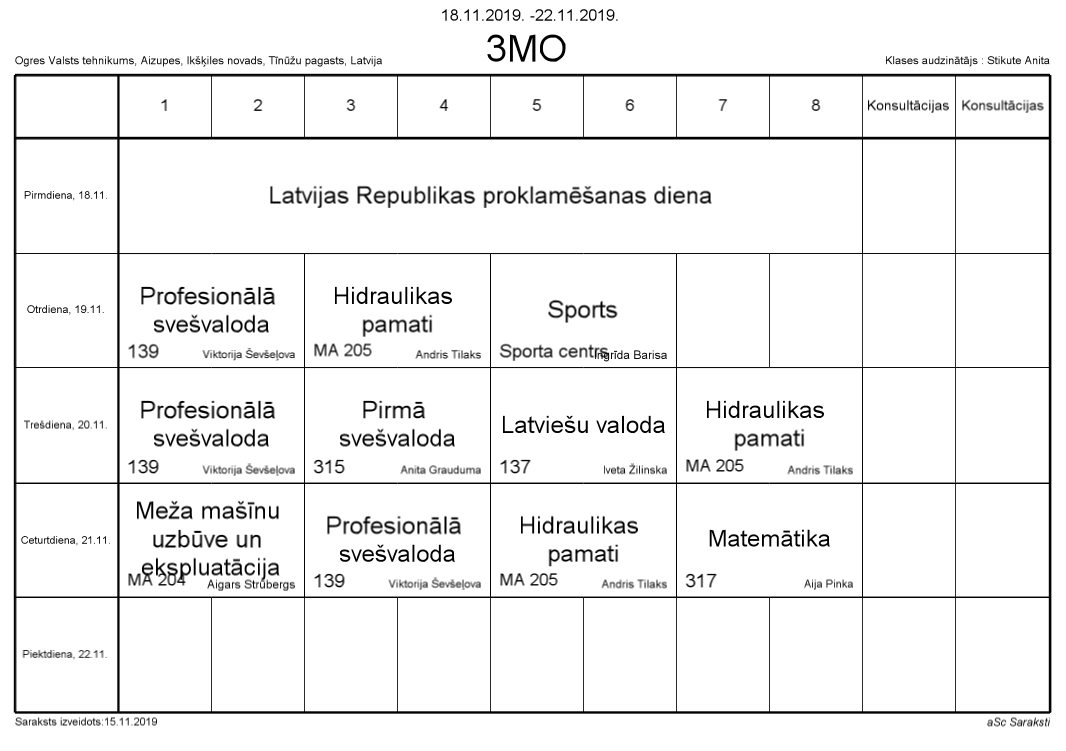 18.11.2019. -22.11.2019.
3MO
Ogres Valsts tehnikums, Aizupes, Ikšķiles novads, Tīnūžu pagasts, Latvija
Klases audzinātājs : Stikute Anita
1 2 3 4 5 6 7 8 Konsultācijas Konsultācijas
Pirmdiena, 18.11.
Latvijas Republikas proklamēšanas diena
Otrdiena, 19.11.
Profesionālā
svešvaloda
139 Viktorija Ševšeļova
Hidraulikas
pamati
MA 205 Andris Tilaks
Sports
Sporta centrs Ingrīda Barisa
Trešdiena, 20.11.
Profesionālā
svešvaloda
139 Viktorija Ševšeļova
Pirmā
svešvaloda
315 Anita Grauduma
Latviešu valoda
137 Iveta Žilinska
Hidraulikas
pamati
MA 205 Andris Tilaks
Ceturtdiena, 21.11.
Meža mašīnu
uzbūve un
ekspluatācija
MA 204 Aigars Strūbergs
Profesionālā
svešvaloda
139 Viktorija Ševšeļova
Hidraulikas
pamati
MA 205 Andris Tilaks
Matemātika
317 Aija Pinka
Piektdiena, 22.11.
Saraksts izveidots:15.11.2019
aSc Saraksti